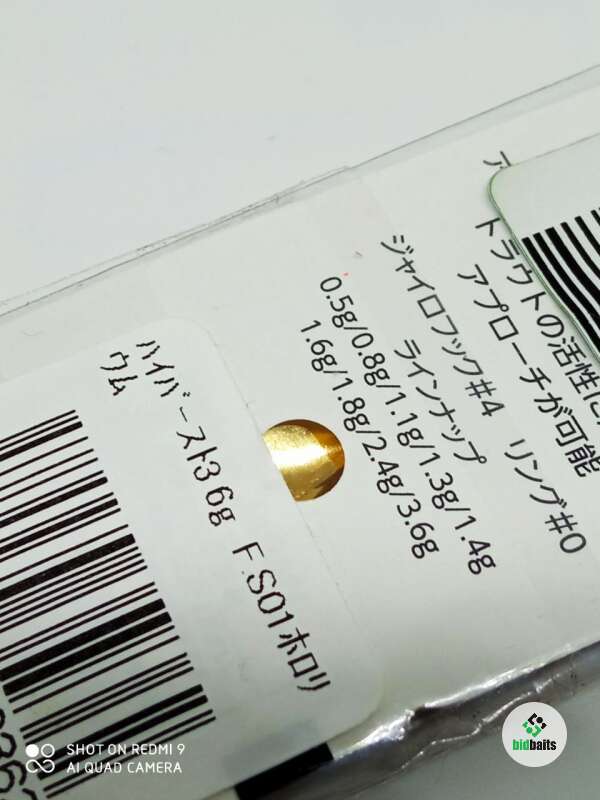 トラウトの活性に
アプローチが可能
ジャイロフック#4 リング#0
ラインナップ
0.5g/0.8g/1.1g/1.3g/1.4g
1.6g/1.8g/2.4g/3.6g
ハイバースト3.6g F.S01ホロリ
ウム
SHOT ON REDMI 9
AI QUAD CAMERA
bidbaits